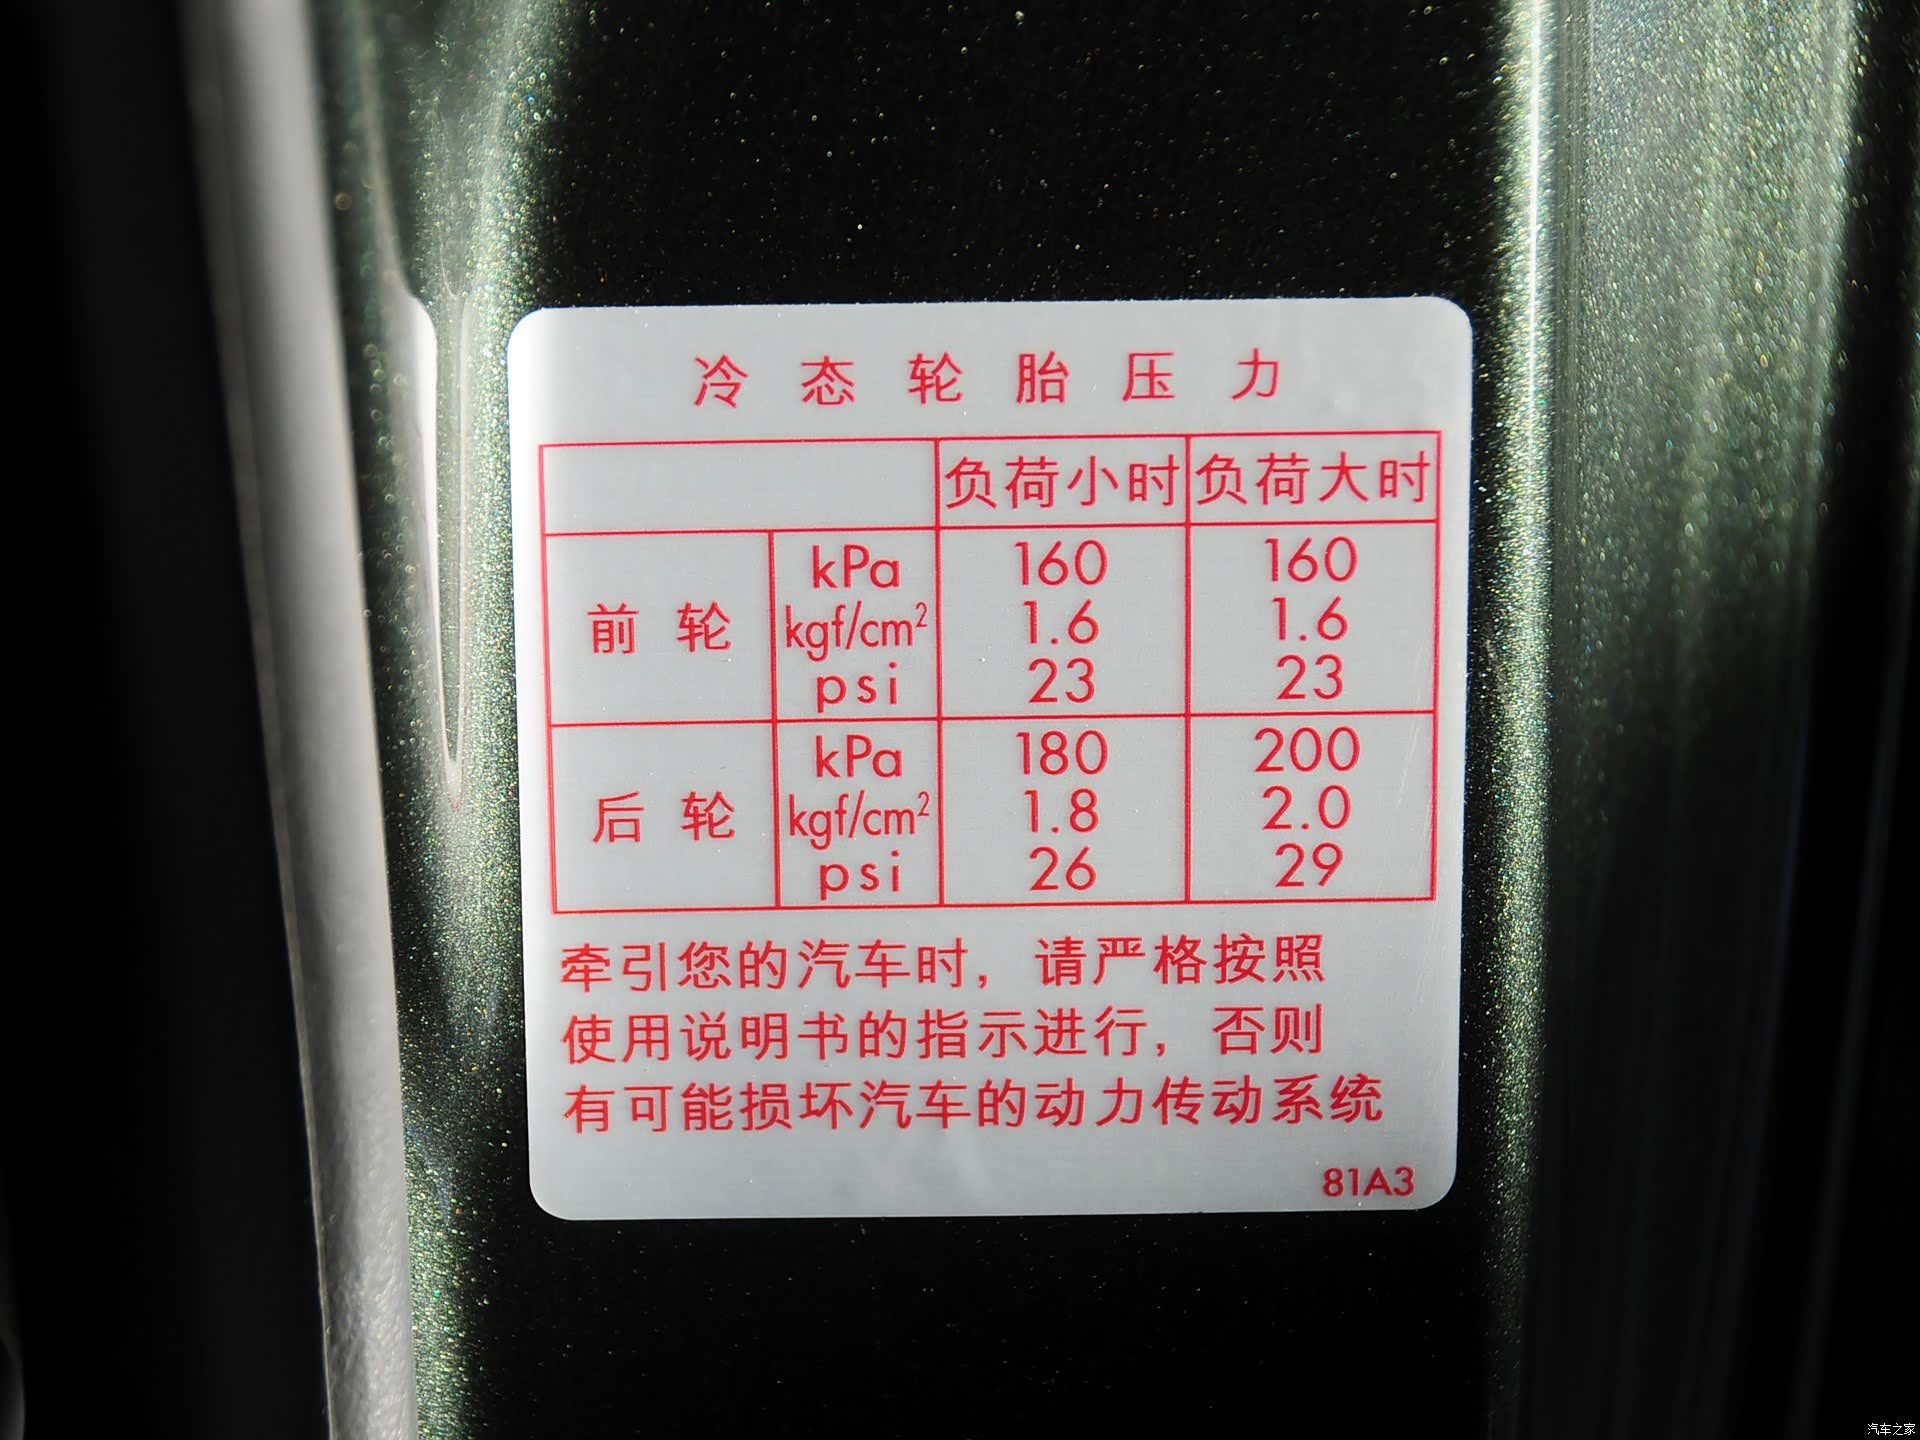 冷态轮胎压力
负荷小时 负荷大时
前轮 kPa 160 160
kgf/cm² 1.6 1.6
psi 23 23
后轮 kPa 180 200
kgf/cm² 1.8 2.0
psi 26 29
牵引您的汽车时，请严格按照
使用说明书的指示进行，否则
有可能损坏汽车的动力传动系统
81A3
汽车之家